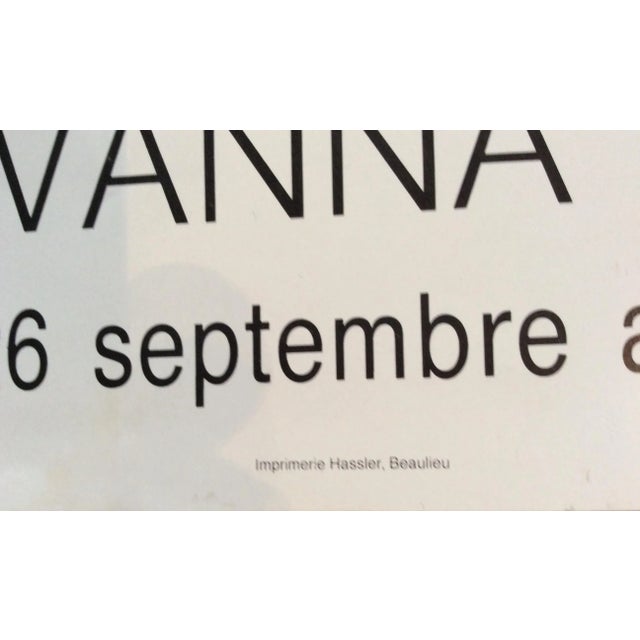 VANNA
6 septembre a
Imprimerie Hassler, Beaulieu